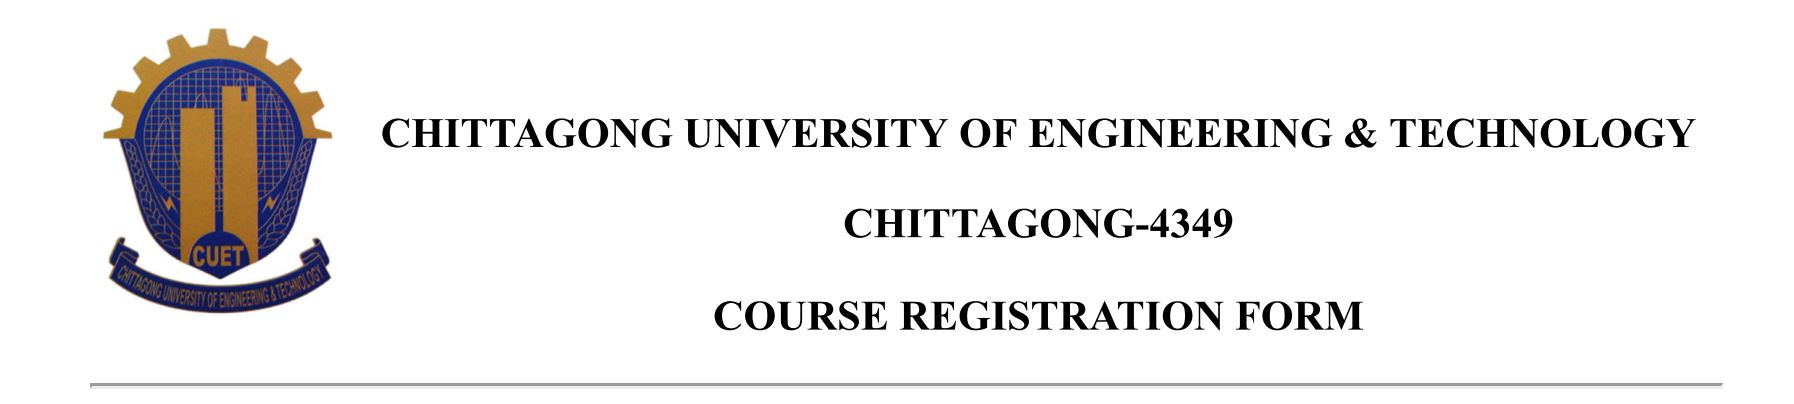 CHITTAGONG UNIVERSITY OF ENGINEERING & TECHNOLOGY
CHITTAGONG-4349
COURSE REGISTRATION FORM
CUET
CHITTAGONG UNIVERSITY OF ENGINEERING & TECHNOLOGY